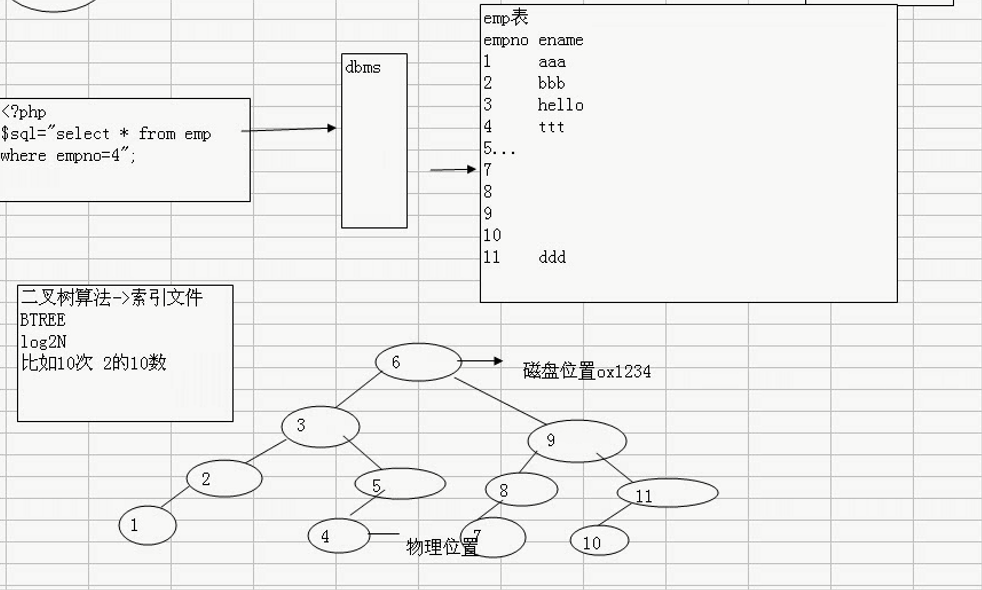 emp表
empno ename
1 aaa
2 bbb
3 hello
4 ttt
5...
7
8
9
10
11 ddd
dbms
<?php
$sql="select * from emp
where empno=4";
二叉树算法->索引文件
BTREE
log2N
比如10次 2的10数
6
磁盘位置ox1234
3
9
2
5
8
11
1
4
物理位置
7
10